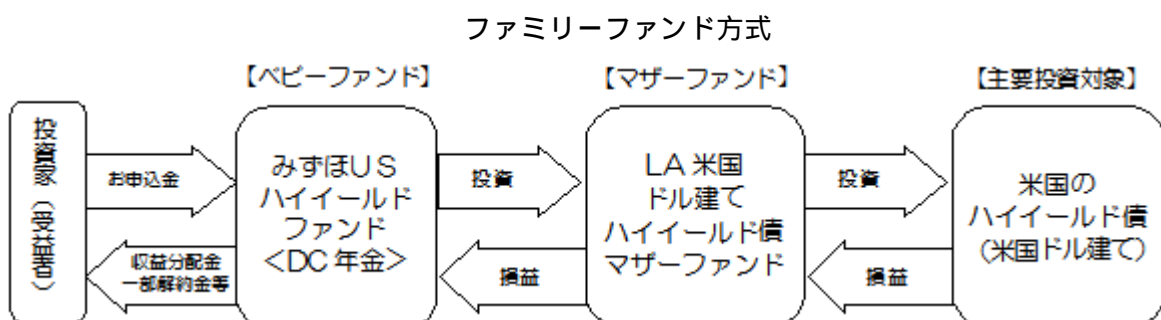 ファミリーファンド方式
【ベビーファンド】
【マザーファンド】
【主要投資対象】
投資家（受益者）
お申込金
収益分配金
一部解約金等
みずほUS
ハイイールド
ファンド
＜DC年金＞
投資
損益
LA米国
ドル建て
ハイイールド債
マザーファンド
投資
損益
米国の
ハイイールド債
（米国ドル建て）